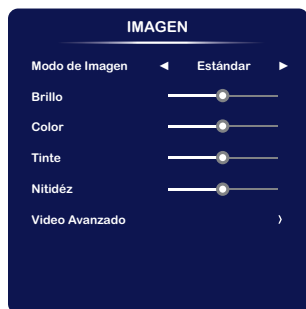 IMAGEN
Modo de Imagen ◄ Estándar ►
Brillo
Color
Tinte
Nitidéz
Video Avanzado